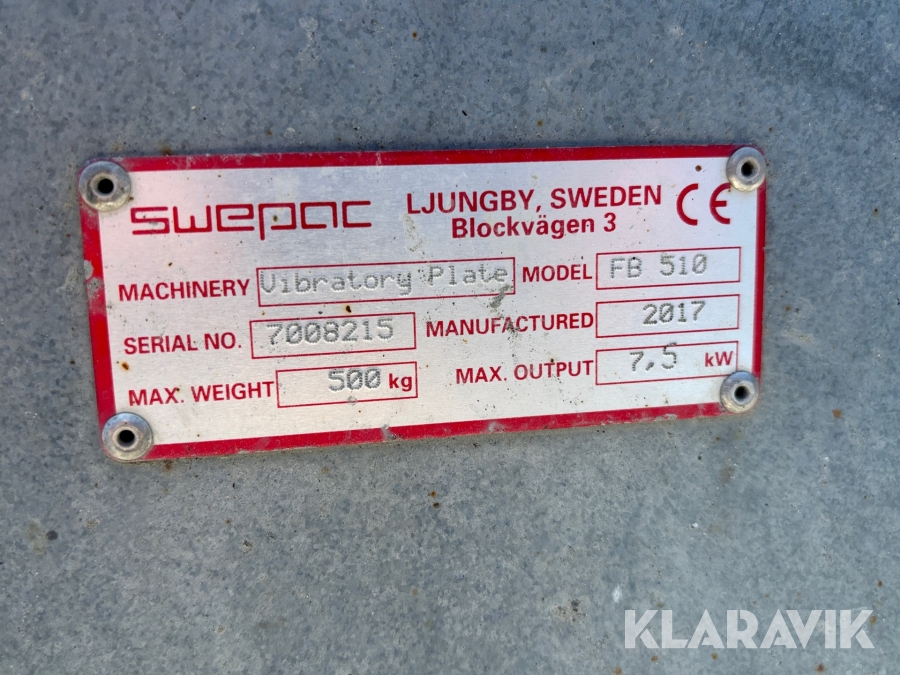 swepac LJUNGBY, SWEDEN CE
Blockvägen 3
MACHINERY Vibratory Plate MODEL FB 510
SERIAL NO. 7008215 MANUFACTURED 2017
MAX. WEIGHT 500 kg MAX. OUTPUT 7,5 kW
KLARAVIK